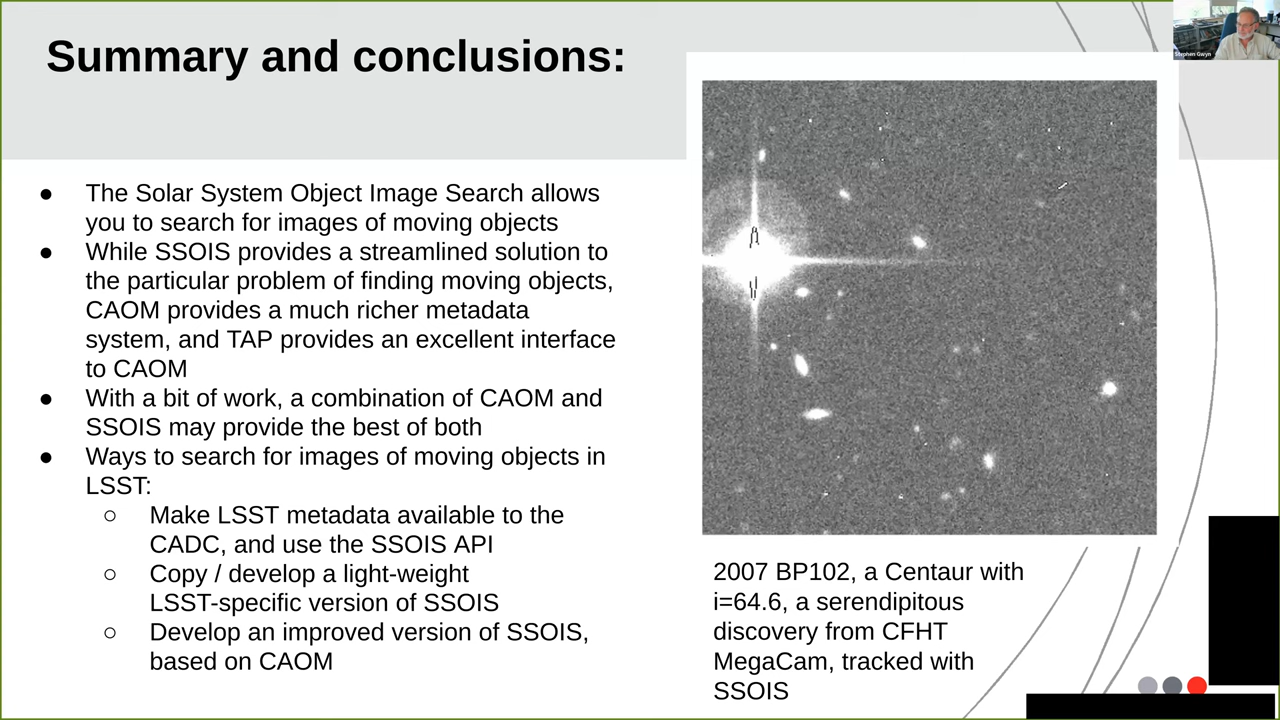 Summary and conclusions:
● The Solar System Object Image Search allows
you to search for images of moving objects
● While SSOIS provides a streamlined solution to
the particular problem of finding moving objects,
CAOM provides a much richer metadata
system, and TAP provides an excellent interface
to CAOM
● With a bit of work, a combination of CAOM and
SSOIS may provide the best of both
● Ways to search for images of moving objects in
LSST:
○ Make LSST metadata available to the
CADC, and use the SSOIS API
○ Copy / develop a light-weight
LSST-specific version of SSOIS
○ Develop an improved version of SSOIS,
based on CAOM
2007 BP102, a Centaur with
i=64.6, a serendipitous
discovery from CFHT
MegaCam, tracked with
SSOIS
Stephen Gwyn